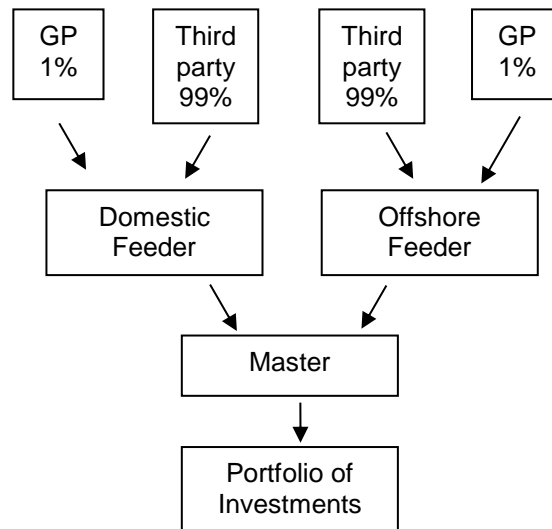 GP
1%
Third
party
99%
Third
party
99%
GP
1%
Domestic
Feeder
Offshore
Feeder
Master
Portfolio of
Investments